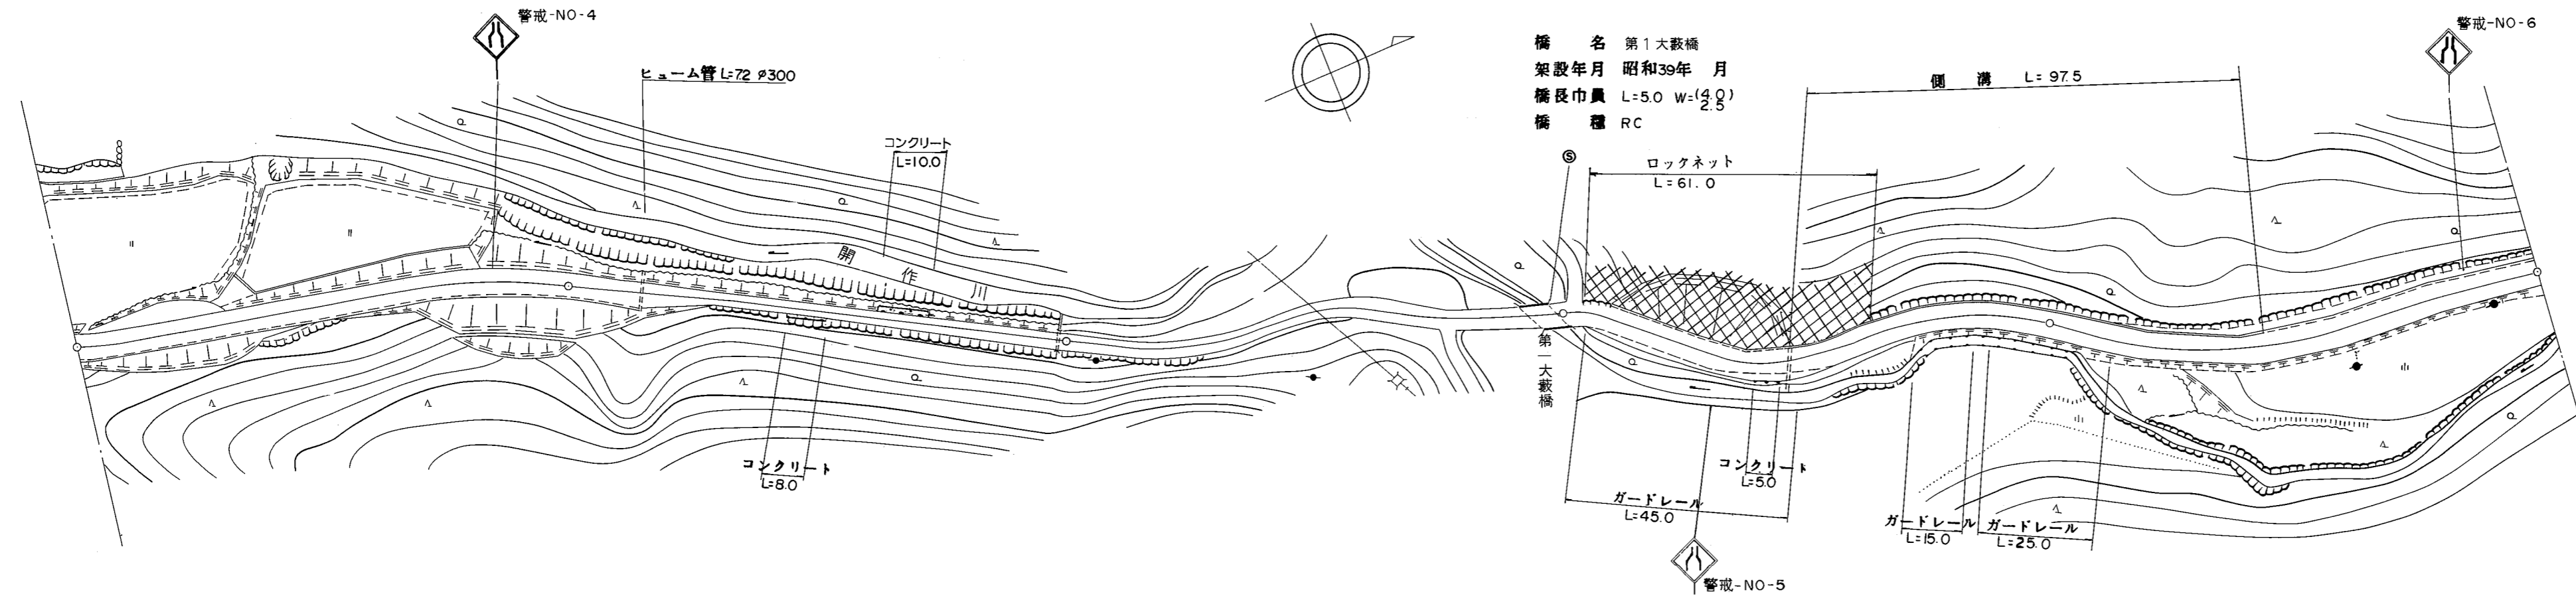 警戒-NO-4
ヒューム管 L=7.2 φ300
コンクリート
L=10.0
開作川
コンクリート
L=8.0
橋名 第1大薮橋
架設年月 昭和39年 月
橋長巾員 L=5.0 W=(4.0)
2.5
橋種 RC
Ⓢ
ロックネット
L=61.0
側溝 L=97.5
警戒-NO-6
第一大薮橋
コンクリート
L=5.0
ガードレール
L=45.0
警戒-NO-5
ガードレール
L=15.0
ガードレール
L=25.0